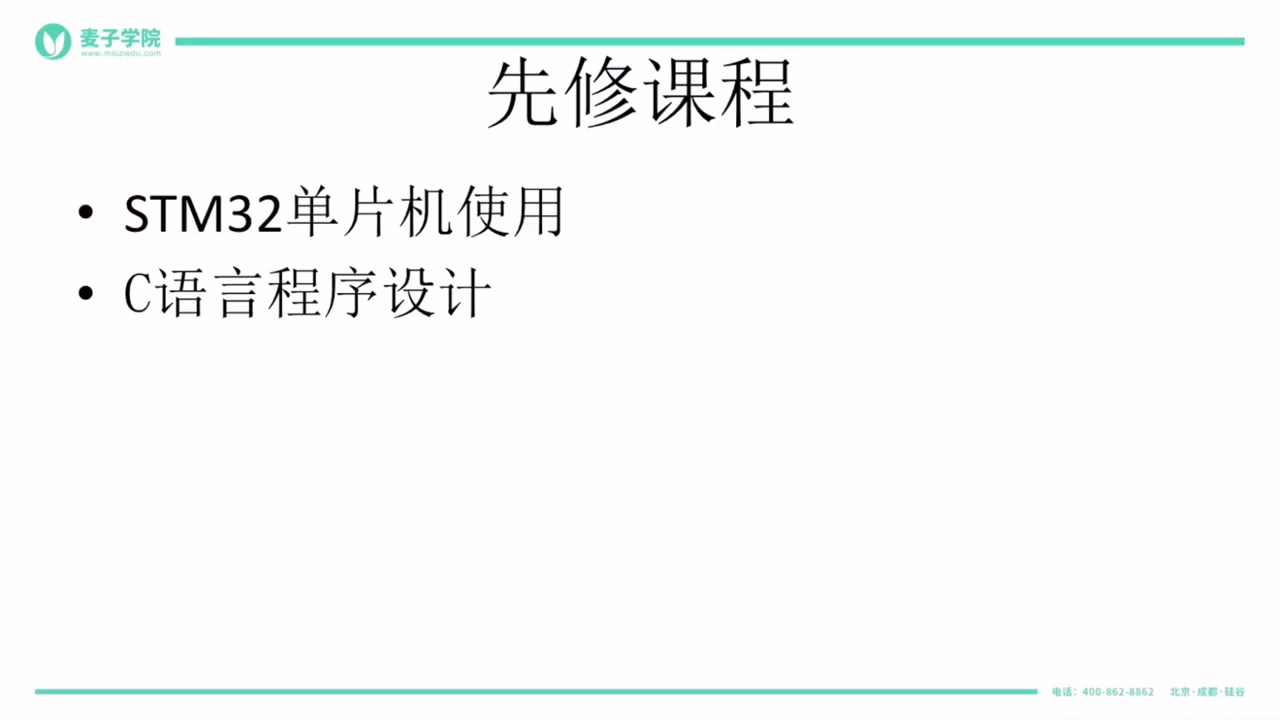 麦子学院
www.maiziedu.com
先修课程
• STM32单片机使用
• C语言程序设计
电话：400-862-8862 北京·成都·硅谷